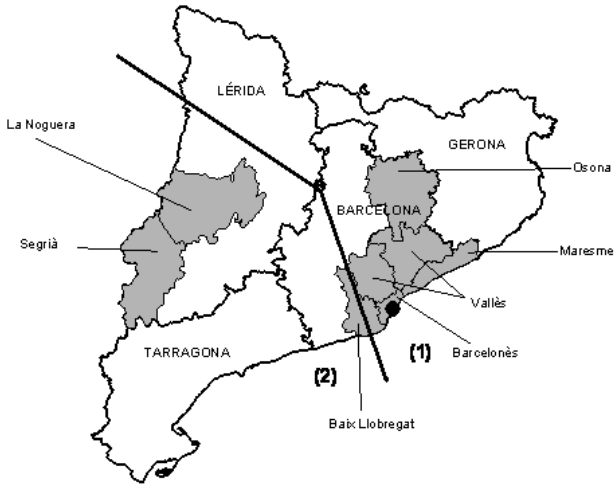 LÉRIDA
La Noguera
GERONA
Osona
BARCELONA
Segrià
Maresme
Vallès
TARRAGONA
(1)
Barcelonès
(2)
Baix Llobregat